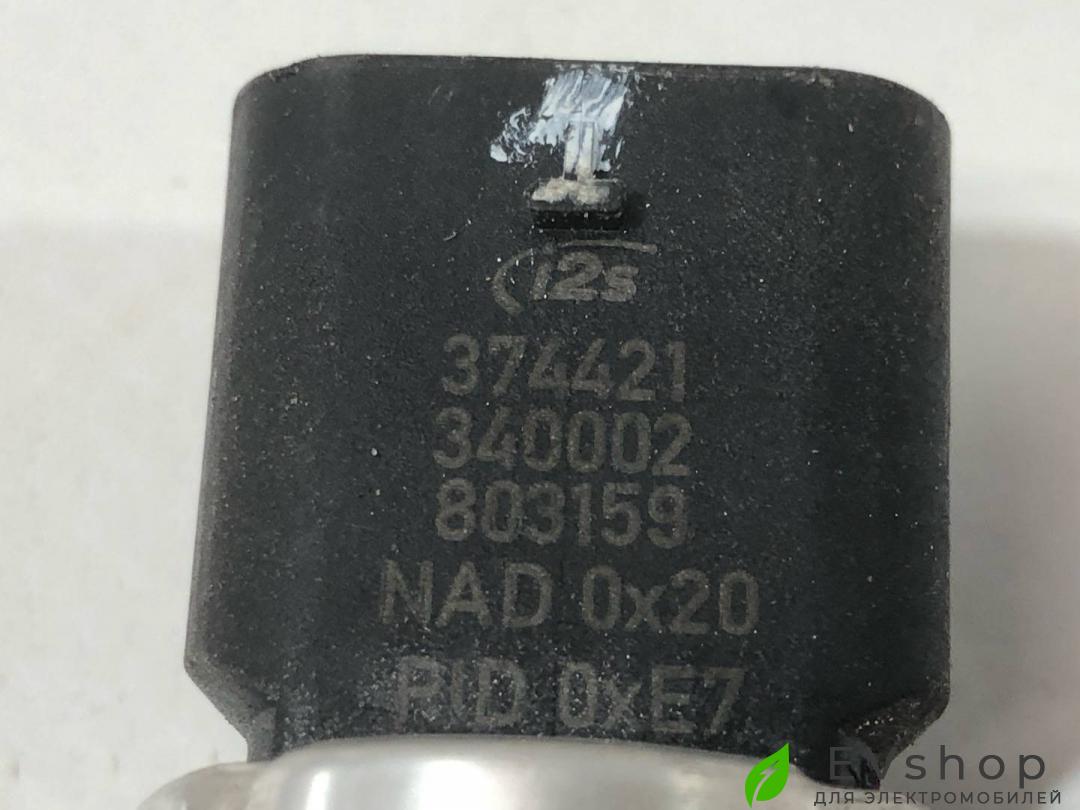 i2s
374421
340002
803159
NAD 0x20
PID 0xE7
Evshop
ДЛЯ ЭЛЕКТРОМОБИЛЕЙ